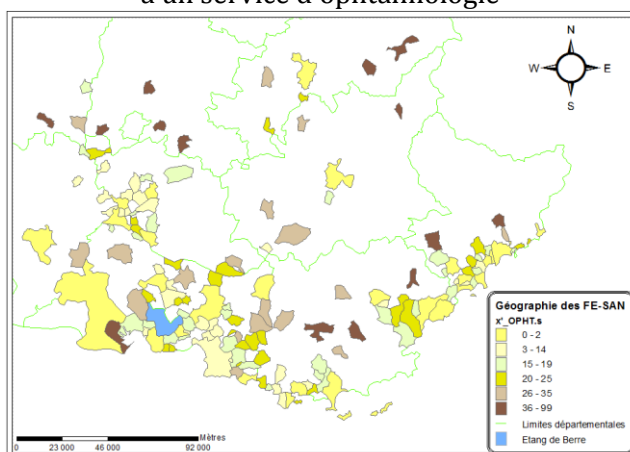 à un service d'ophtalmologie
N
W E
S
Géographie des FE-SAN
x'_OPHT.s
0 - 2
3 - 14
15 - 19
20 - 25
26 - 35
36 - 99
Limites départementales
Etang de Berre
Mètres
0 23 000 46 000 92 000